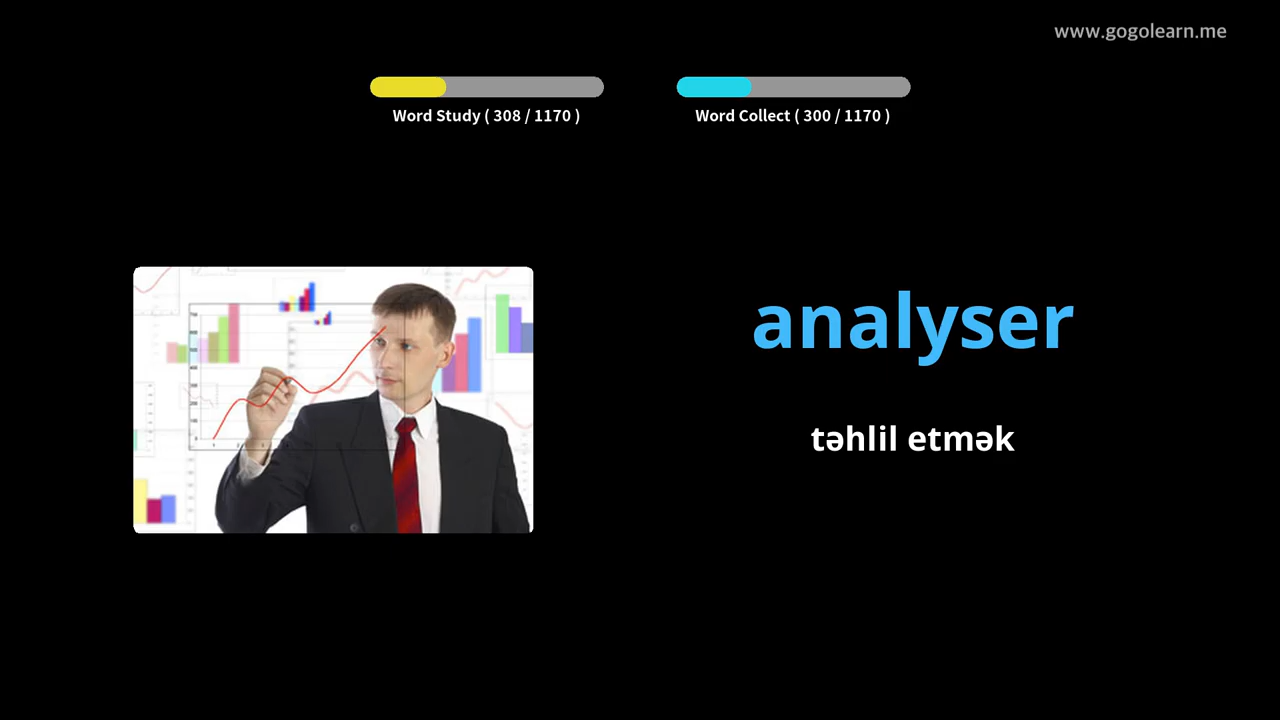 www.gogolearn.me
Word Study ( 308 / 1170 )
Word Collect ( 300 / 1170 )
analyser
təhlil etmək